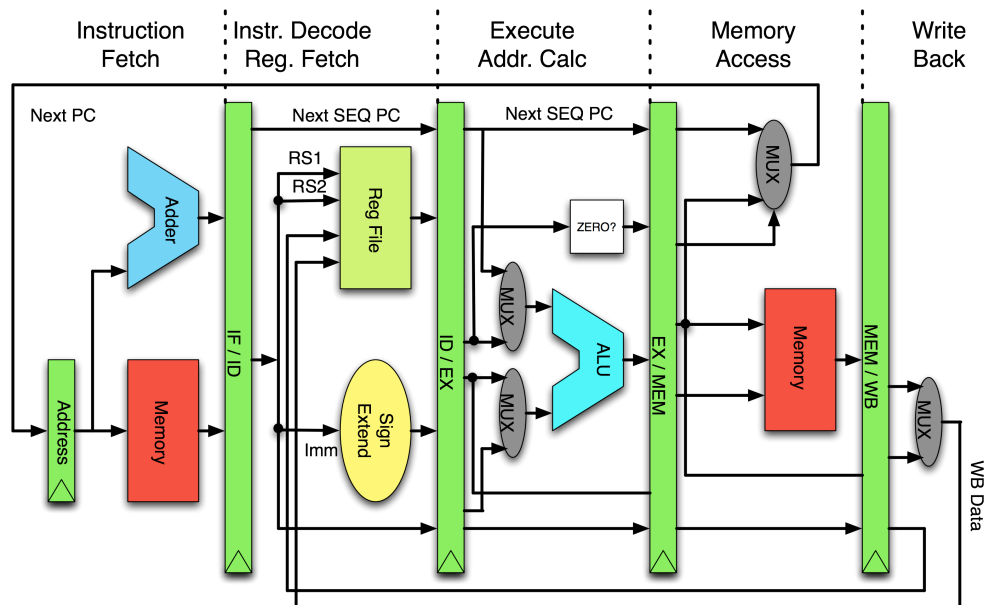 Instruction
Fetch
Instr. Decode
Reg. Fetch
Execute
Addr. Calc
Memory
Access
Write
Back
Next PC
Next SEQ PC
Next SEQ PC
RS1
RS2
Reg File
Adder
ZERO?
MUX
MUX
MUX
ALU
IF / ID
ID / EX
EX / MEM
MEM / WB
Address
Memory
Imm
Sign
Extend
Memory
MUX
WB Data